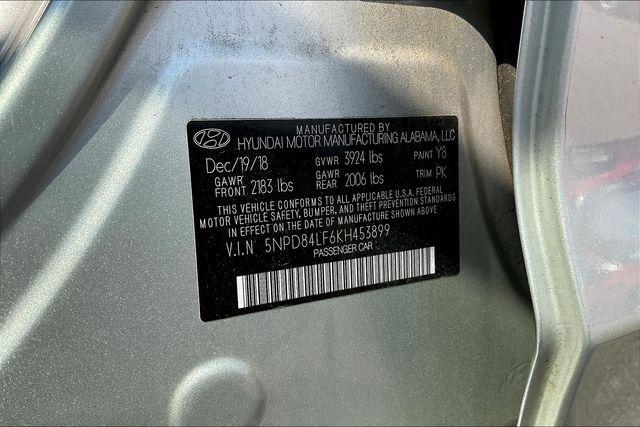 MANUFACTURED BY
HYUNDAI MOTOR MANUFACTURING ALABAMA, LLC
Dec/19/18 GVWR 3924 lbs PAINT Y8
GAWR FRONT 2183 lbs GAWR REAR 2006 lbs TRIM PK
THIS VEHICLE CONFORMS TO ALL APPLICABLE U.S.A. FEDERAL
MOTOR VEHICLE SAFETY, BUMPER, AND THEFT PREVENTION STANDARDS
IN EFFECT ON THE DATE OF MANUFACTURE SHOWN ABOVE.
V.I.N 5NPD84LF6KH453899
PASSENGER CAR